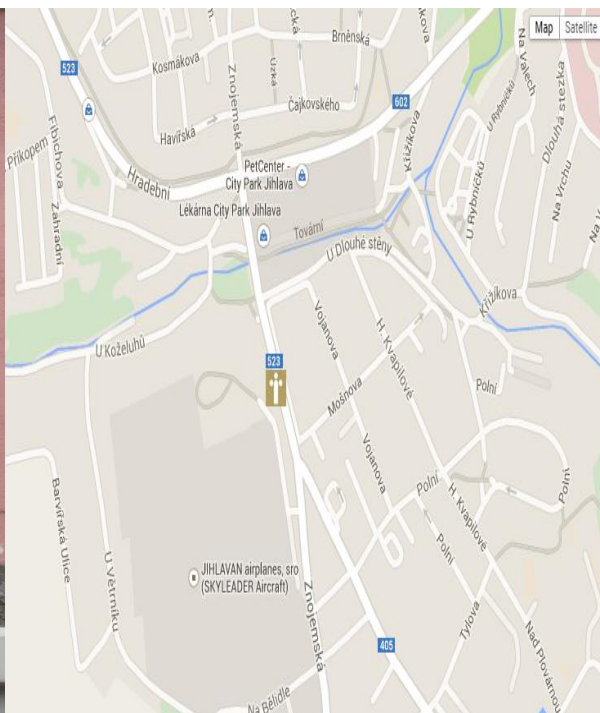 Map
Satellite
523
Kosmákova
Brněnská
Úzká
Znojemská
Čajkovského
Havířská
602
Křižíkova
Na Valech
U Rybníčků
Dlouhá stezka
Na Vrchu
U Rybníčků
Fibichova
Příkopem
Zahradní
Hradební
PetCenter -
City Park Jihlava
Lékárna City Park Jihlava
Tovární
U Dlouhé stěny
Křižíkova
U Koželuhů
523
Vojanova
H. Kvapilové
Mošnova
Polní
Vojanova
Polní
Polní
H. Kvapilové
Polní
Barvířská Ulice
U Větrníku
JIHLAVAN airplanes, sro
(SKYLEADER Aircraft)
Znojemská
405
Tylova
Nad Plovárnou
Na Bělidle